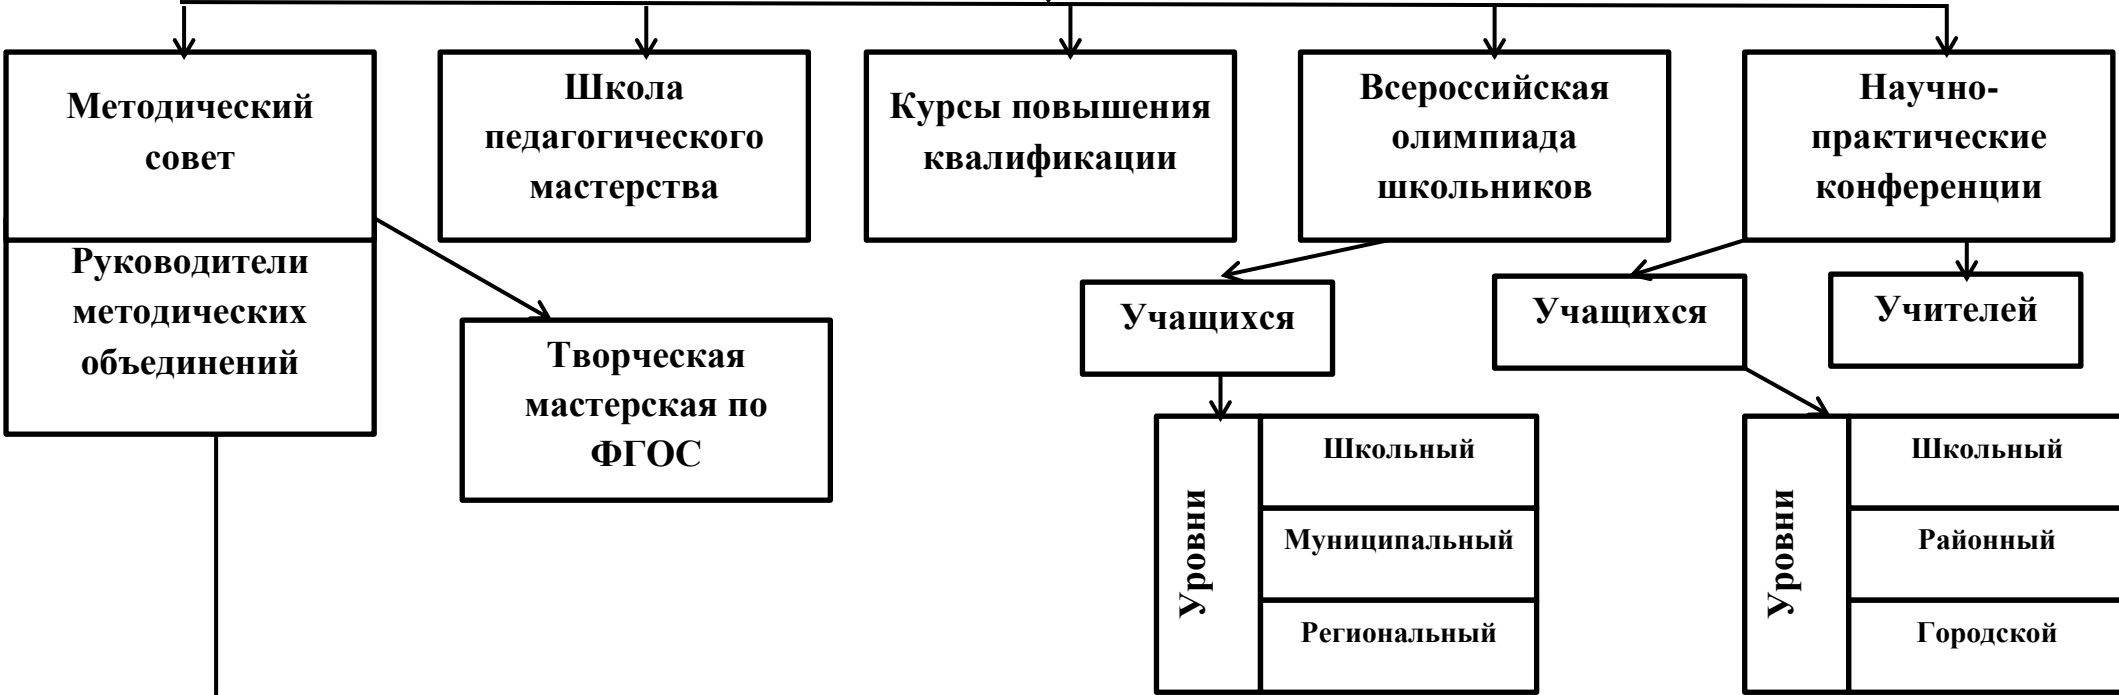 Методический
совет
Школа
педагогического
мастерства
Курсы повышения
квалификации
Всероссийская
олимпиада
школьников
Научно-
практические
конференции
Руководители
методических
объединений
Творческая
мастерская по
ФГОС
Учащихся
Учащихся
Учителей
Уровни
Школьный
Муниципальный
Региональный
Уровни
Школьный
Районный
Городской